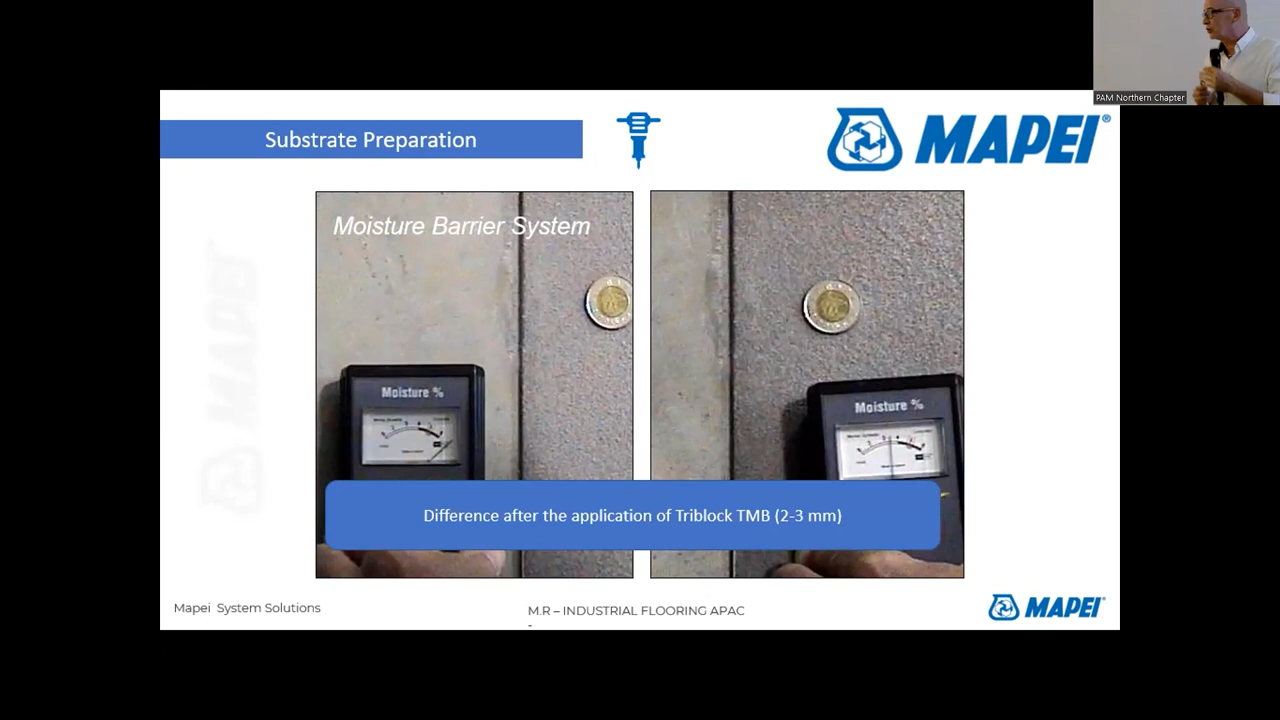 PAM Northern Chapter
Substrate Preparation
MAPEI®
Moisture Barrier System
Moisture %
Moisture %
Difference after the application of Triblock TMB (2-3 mm)
MAPEI
Mapei System Solutions
M.R – INDUSTRIAL FLOORING APAC
-
MAPEI